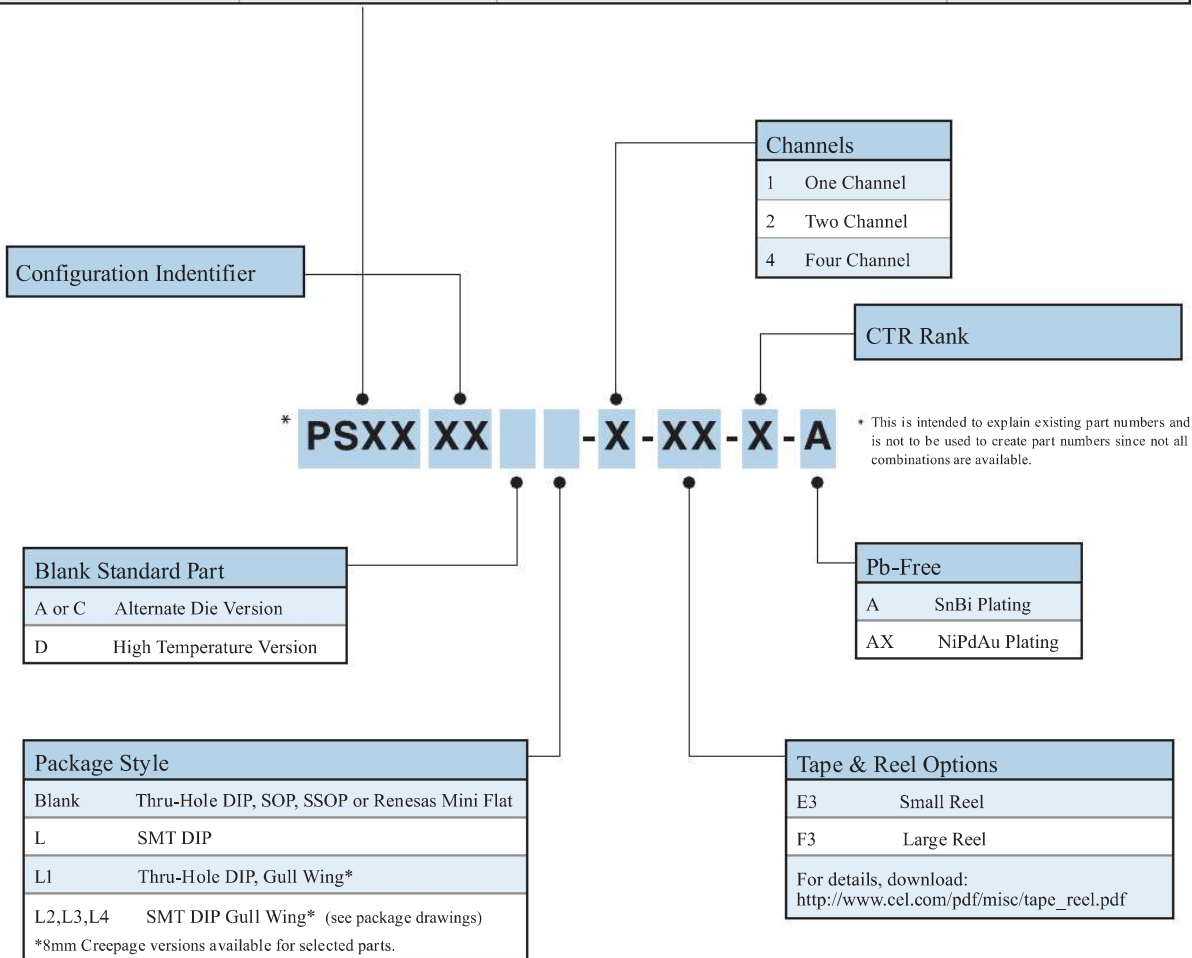 Channels
1 One Channel
2 Two Channel
4 Four Channel
Configuration Indentifier
CTR Rank
* PSXX XX -X-XX-X-A
* This is intended to explain existing part numbers and
is not to be used to create part numbers since not all
combinations are available.
Blank Standard Part
A or C Alternate Die Version
D High Temperature Version
Pb-Free
A SnBi Plating
AX NiPdAu Plating
Package Style
Blank Thru-Hole DIP, SOP, SSOP or Renesas Mini Flat
L SMT DIP
L1 Thru-Hole DIP, Gull Wing*
L2,L3,L4 SMT DIP Gull Wing* (see package drawings)
*8mm Creepage versions available for selected parts.
Tape & Reel Options
E3 Small Reel
F3 Large Reel
For details, download:
http://www.cel.com/pdf/misc/tape_reel.pdf